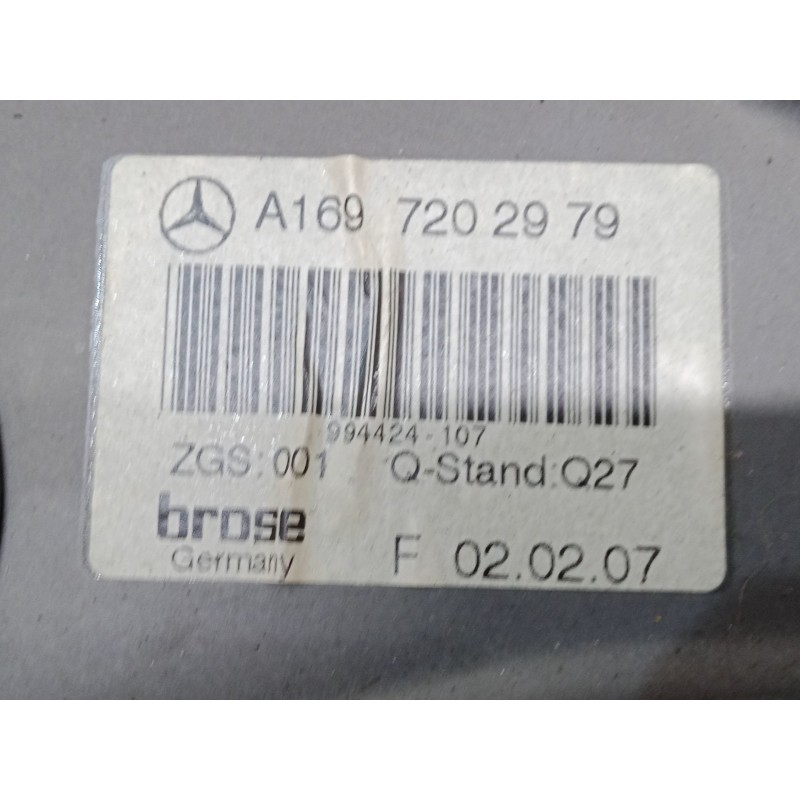 A169 720 29 79
994424-107
ZGS:001 Q-Stand:Q27
brose
Germany F 02.02.07